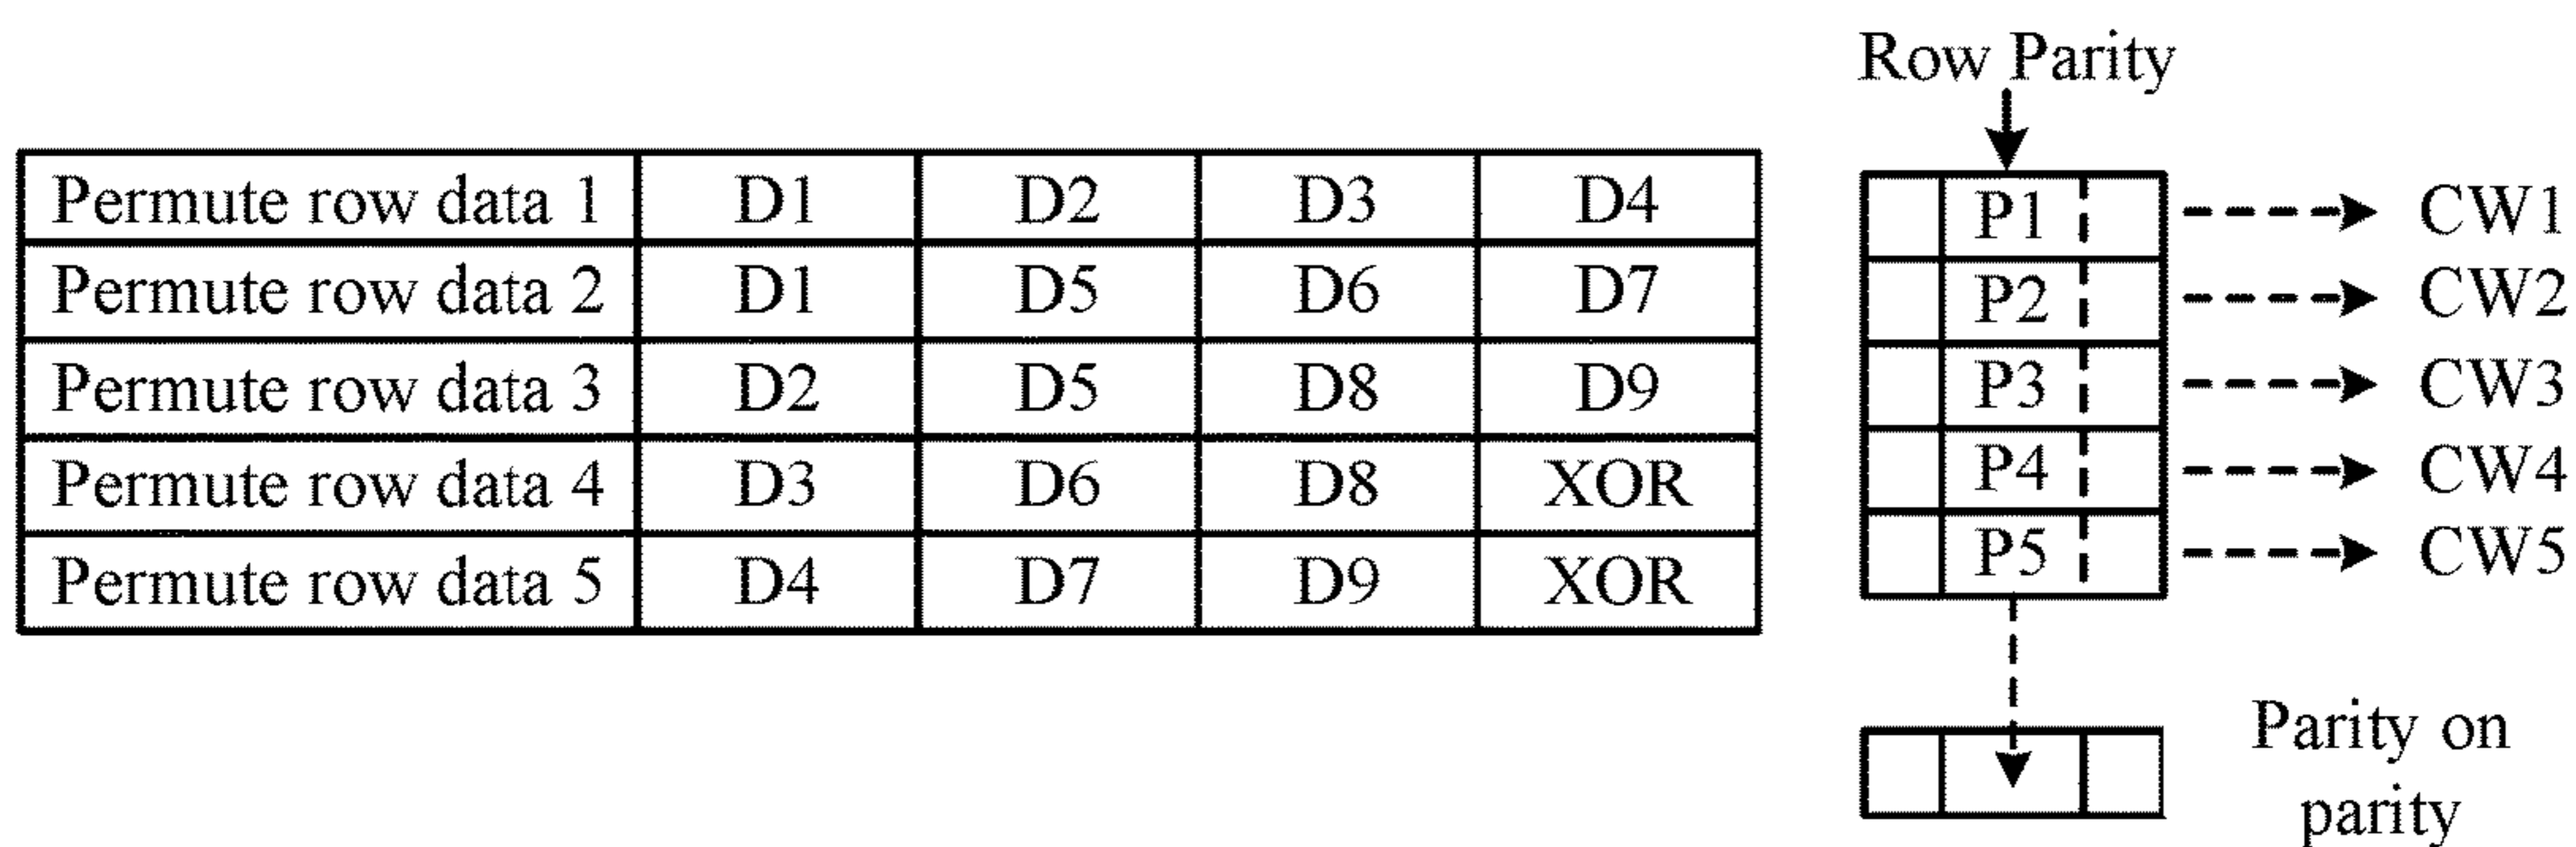 Row Parity
Permute row data 1 D1 D2 D3 D4 P1 CW1
Permute row data 2 D1 D5 D6 D7 P2 CW2
Permute row data 3 D2 D5 D8 D9 P3 CW3
Permute row data 4 D3 D6 D8 XOR P4 CW4
Permute row data 5 D4 D7 D9 XOR P5 CW5
Parity on
parity